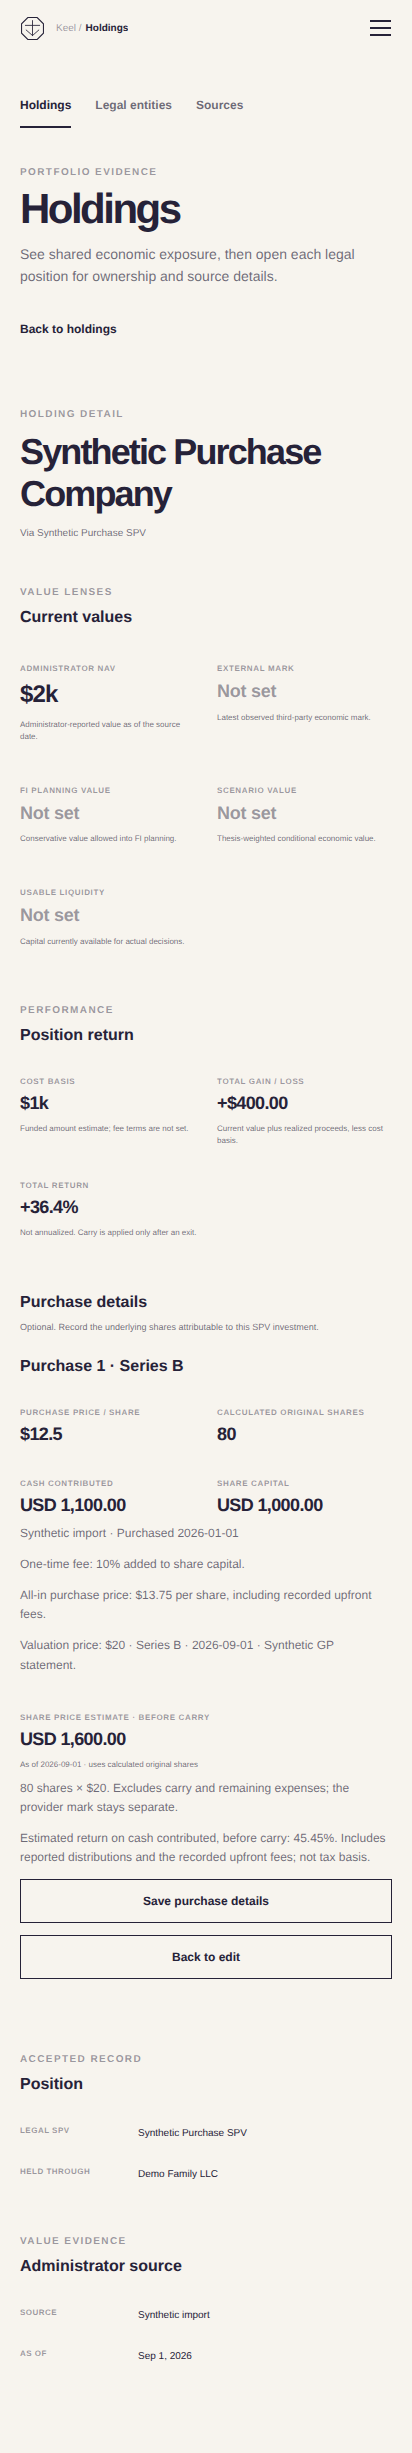 Keel / Holdings
Holdings Legal entities Sources
PORTFOLIO EVIDENCE
Holdings
See shared economic exposure, then open each legal
position for ownership and source details.
Back to holdings
HOLDING DETAIL
Synthetic Purchase
Company
Via Synthetic Purchase SPV
VALUE LENSES
Current values
ADMINISTRATOR NAV
$2k
Administrator-reported value as of the source
date.
EXTERNAL MARK
Not set
Latest observed third-party economic mark.
FI PLANNING VALUE
Not set
Conservative value allowed into FI planning.
SCENARIO VALUE
Not set
Thesis-weighted conditional economic value.
USABLE LIQUIDITY
Not set
Capital currently available for actual decisions.
PERFORMANCE
Position return
COST BASIS
$1k
Funded amount estimate; fee terms are not set.
TOTAL GAIN / LOSS
+$400.00
Current value plus realized proceeds, less cost
basis.
TOTAL RETURN
+36.4%
Not annualized. Carry is applied only after an exit.
Purchase details
Optional. Record the underlying shares attributable to this SPV investment.
Purchase 1 · Series B
PURCHASE PRICE / SHARE
$12.5
CALCULATED ORIGINAL SHARES
80
CASH CONTRIBUTED
USD 1,100.00
SHARE CAPITAL
USD 1,000.00
Synthetic import · Purchased 2026-01-01
One-time fee: 10% added to share capital.
All-in purchase price: $13.75 per share, including recorded upfront
fees.
Valuation price: $20 · Series B · 2026-09-01 · Synthetic GP
statement.
SHARE PRICE ESTIMATE · BEFORE CARRY
USD 1,600.00
As of 2026-09-01 · uses calculated original shares
80 shares × $20. Excludes carry and remaining expenses; the
provider mark stays separate.
Estimated return on cash contributed, before carry: 45.45%. Includes
reported distributions and the recorded upfront fees; not tax basis.
Save purchase details
Back to edit
ACCEPTED RECORD
Position
LEGAL SPV Synthetic Purchase SPV
HELD THROUGH Demo Family LLC
VALUE EVIDENCE
Administrator source
SOURCE Synthetic import
AS OF Sep 1, 2026